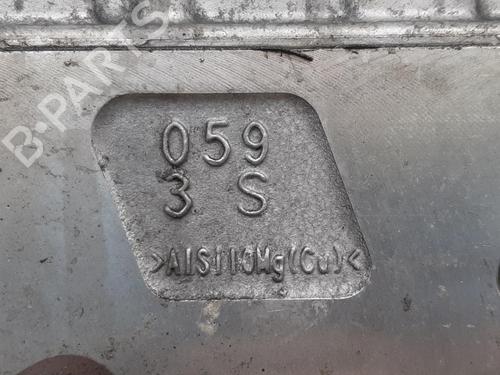 B-PARTS
059
3 S
>AlSi10Mg(Cu)<